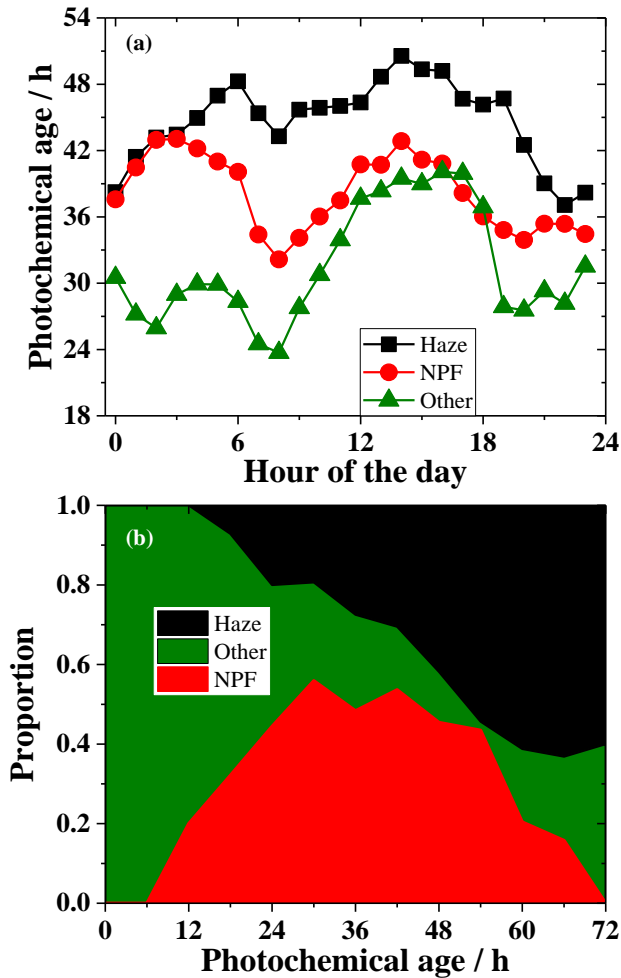 54
(a)
48
42
36
30
24
18
Photochemical age / h
Haze
NPF
Other
0 6 12 18 24
Hour of the day
1.0
(b)
0.8
0.6
0.4
0.2
0.0
Proportion
Haze
Other
NPF
0 12 24 36 48 60 72
Photochemical age / h